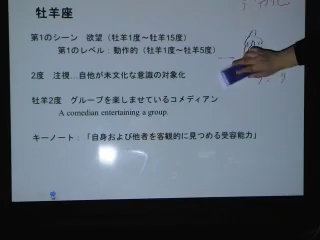 牡羊座
第1のシーン 欲望（牡羊1度～牡羊15度）
第1のレベル：動作的（牡羊1度～牡羊5度）
2度 注視…自他が未文化な意識の対象化
牡羊2度 グループを楽しませているコメディアン
A comedian entertaining a group.
キーノート：「自身および他者を客観的に見つめる受容能力」